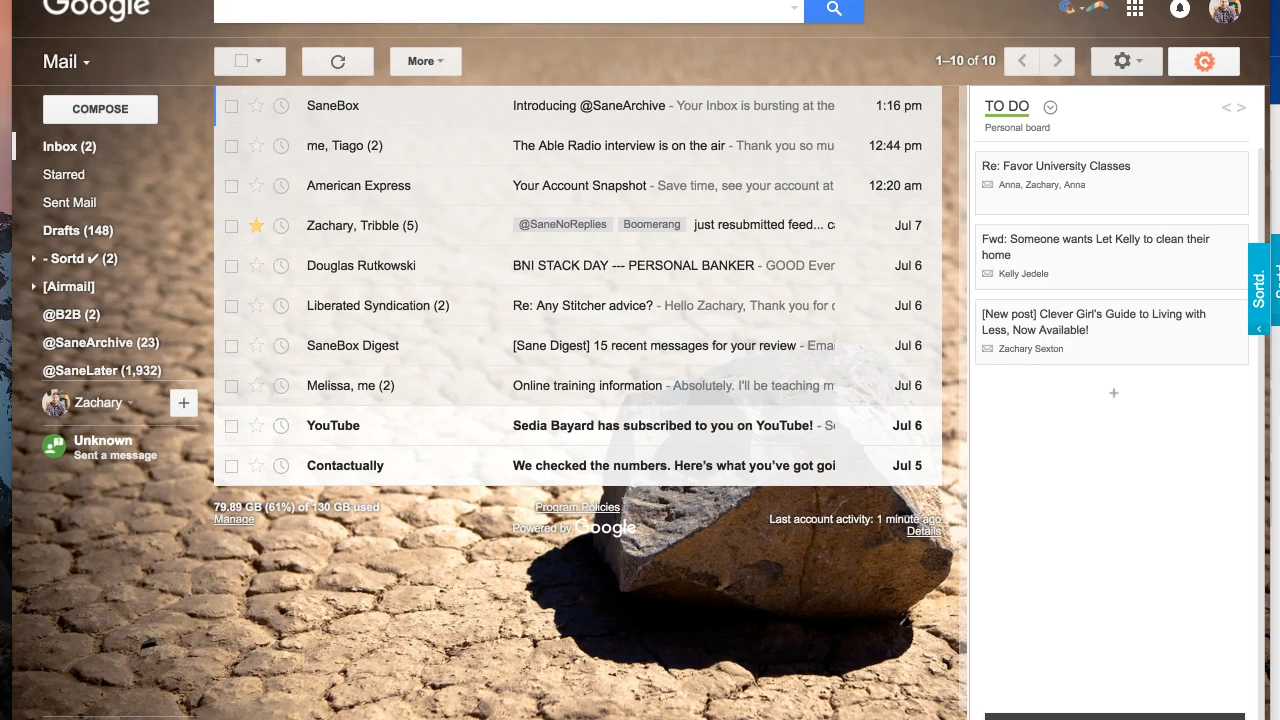 Google
Mail
More
1–10 of 10
COMPOSE
Inbox (2)
Starred
Sent Mail
Drafts (148)
- Sortd ✔ (2)
[Airmail]
@B2B (2)
@SaneArchive (23)
@SaneLater (1,932)
Zachary
+
Unknown
Sent a message
SaneBox Introducing @SaneArchive - Your Inbox is bursting at the 1:16 pm
me, Tiago (2) The Able Radio interview is on the air - Thank you so mu 12:44 pm
American Express Your Account Snapshot - Save time, see your account at 12:20 am
Zachary, Tribble (5) @SaneNoReplies Boomerang just resubmitted feed... ca Jul 7
Douglas Rutkowski BNI STACK DAY --- PERSONAL BANKER - GOOD Ever Jul 6
Liberated Syndication (2) Re: AnyStitcher advice? - Hello Zachary, Thank you for Jul 6
SaneBox Digest [Sane Digest] 15 recent messages for your review - Emai Jul 6
Melissa, me (2) Online training information - Absolutely. I'll be teaching m Jul 6
YouTube Sedia Bayard has subscribed to you on YouTube! - Se Jul 6
Contactually We checked the numbers. Here's what you've got goi Jul 5
79.89 GB (61%) of 130 GB used
Manage
Program Policies
Powered by Google
Last account activity: 1 minute ago
Details
TO DO
< >
Personal board
Re: Favor University Classes
Anna, Zachary, Anna
Fwd: Someone wants Let Kelly to clean their
home
Kelly Jedele
[New post] Clever Girl's Guide to Living with
Less, Now Available!
Zachary Sexton
+
Sortd.